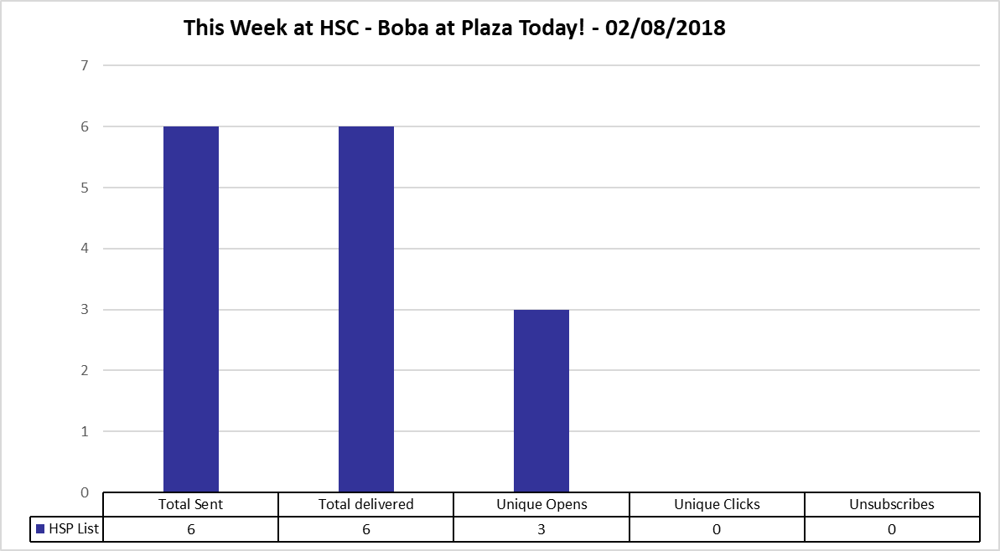 This Week at HSC - Boba at Plaza Today! - 02/08/2018
7
6
5
4
3
2
1
0
Total Sent Total delivered Unique Opens Unique Clicks Unsubscribes
HSP List 6 6 3 0 0